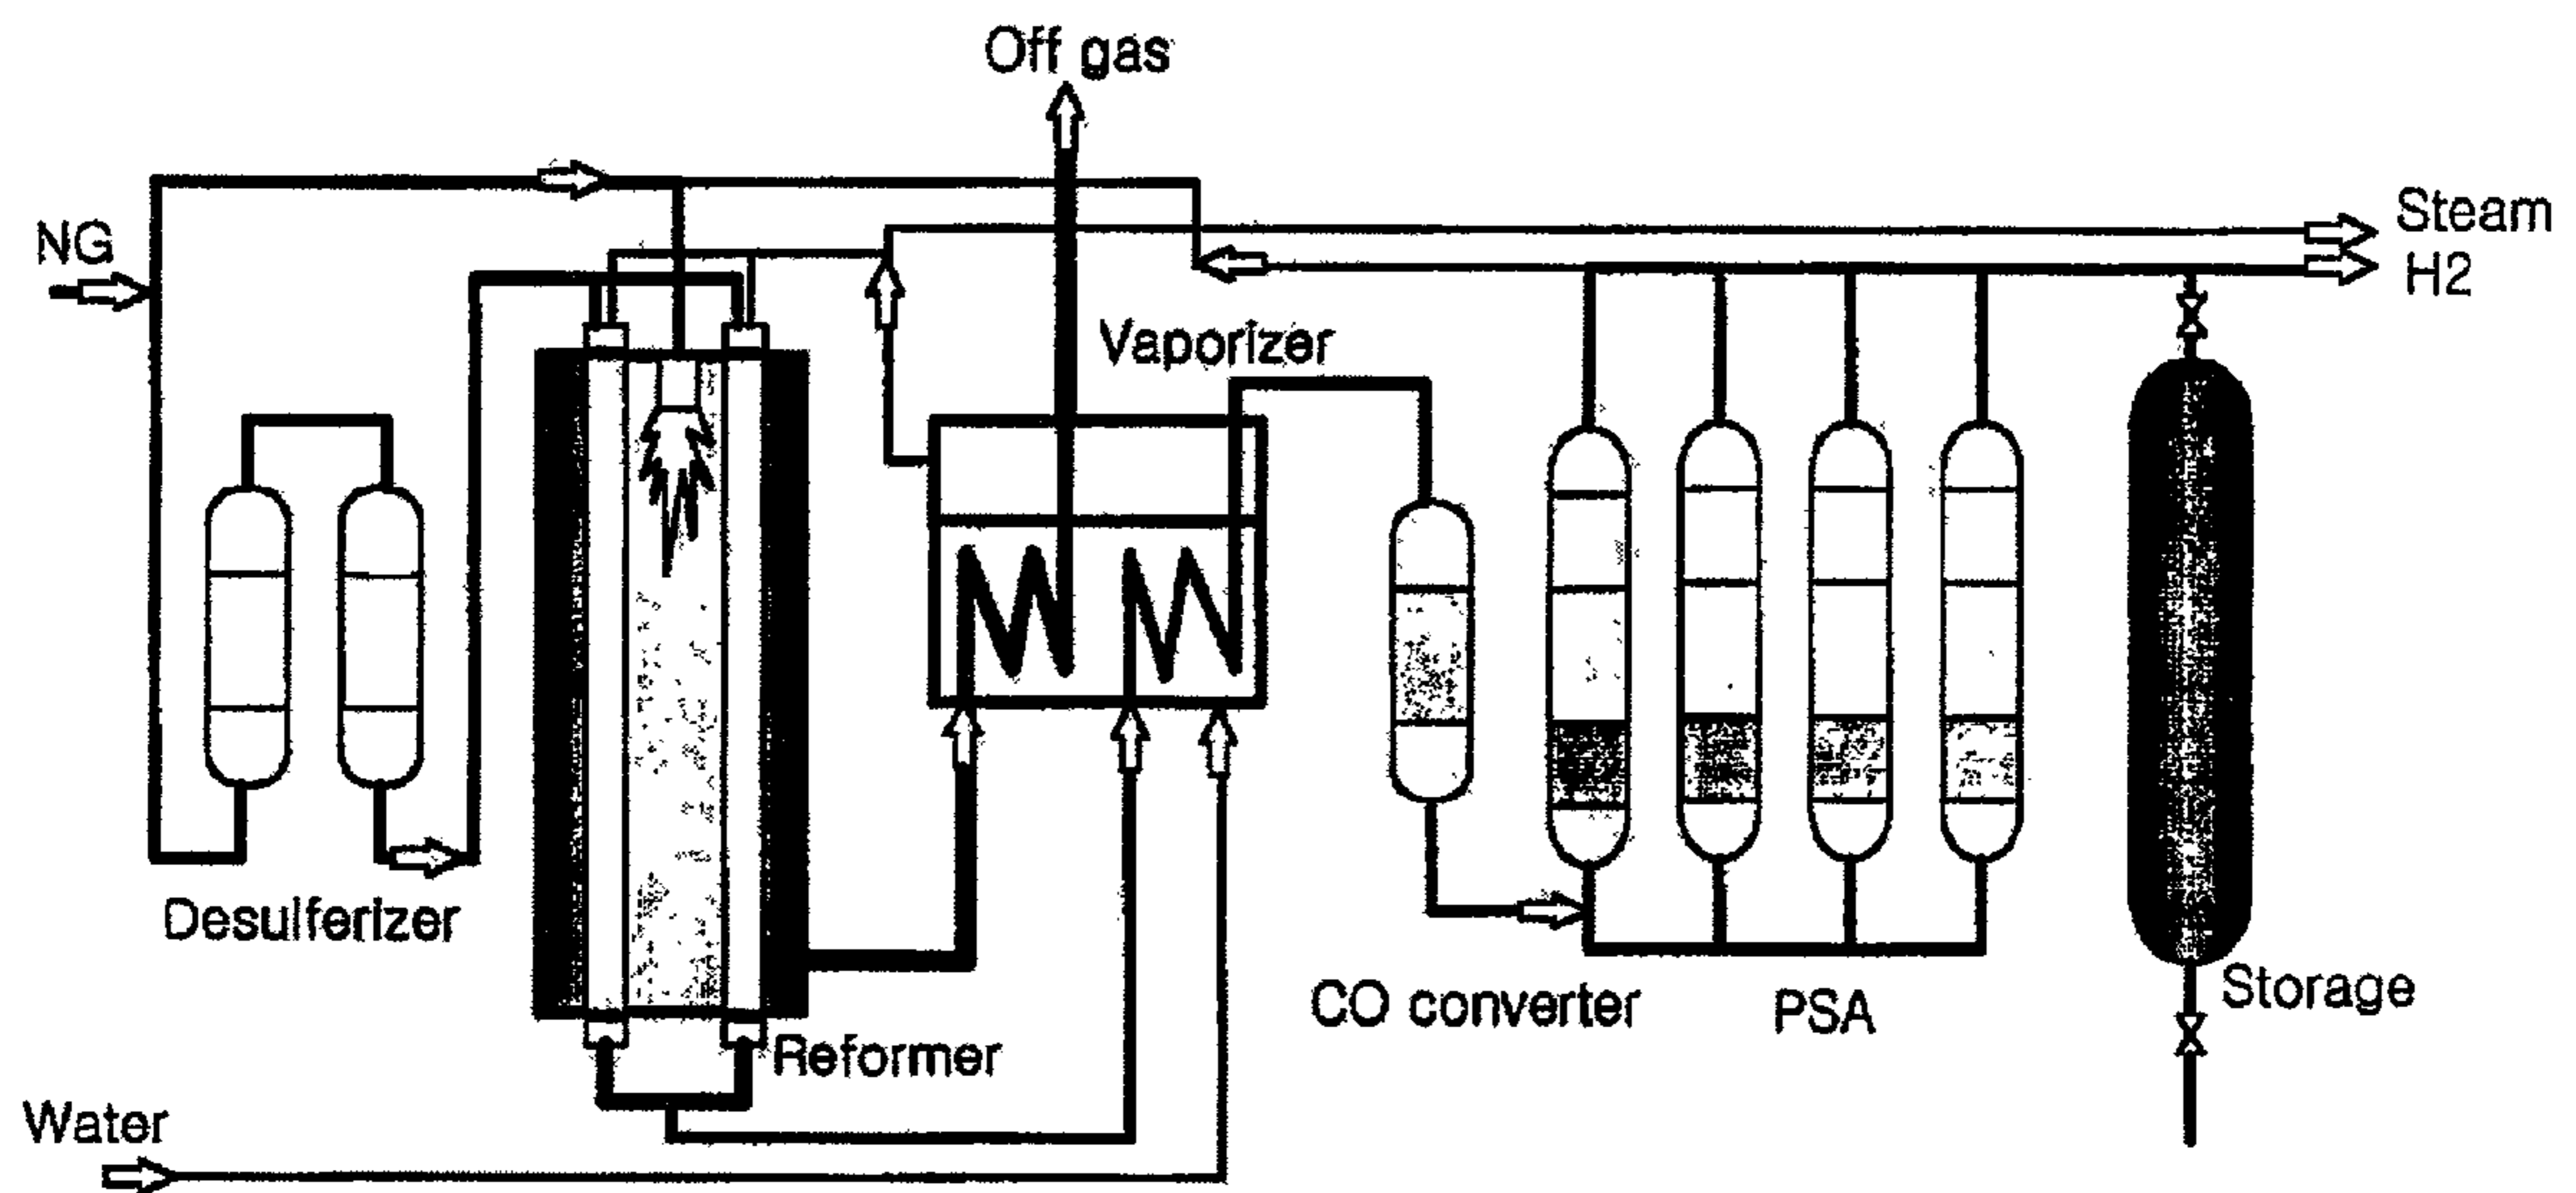 Off gas
Steam
NG
H2
Vaporizer
Desulferizer
Storage
CO converter
PSA
Reformer
Water